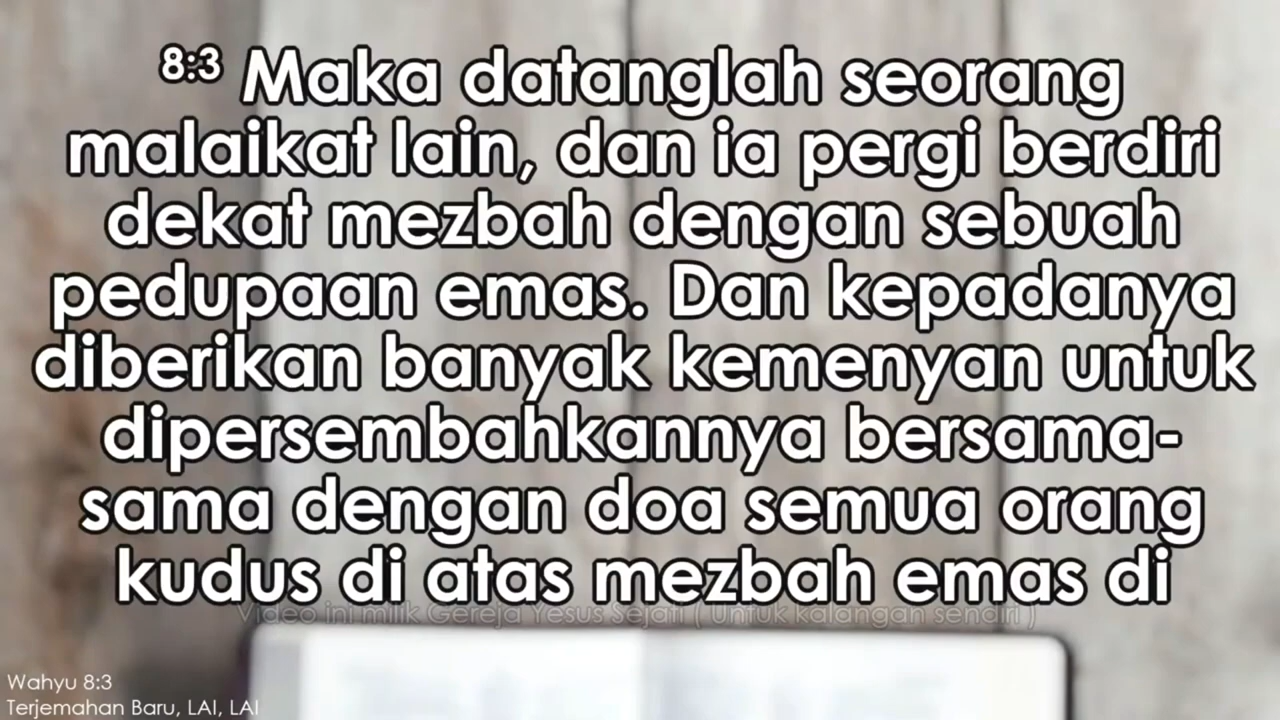 8:3 Maka datanglah seorang
malaikat lain, dan ia pergi berdiri
dekat mezbah dengan sebuah
pedupaan emas. Dan kepadanya
diberikan banyak kemenyan untuk
dipersembahkannya bersama-
sama dengan doa semua orang
kudus di atas mezbah emas di
Video ini milik Gereja Yesus Sejati ( Untuk kalangan sendiri )
Wahyu 8:3
Terjemahan Baru, LAI, LAI